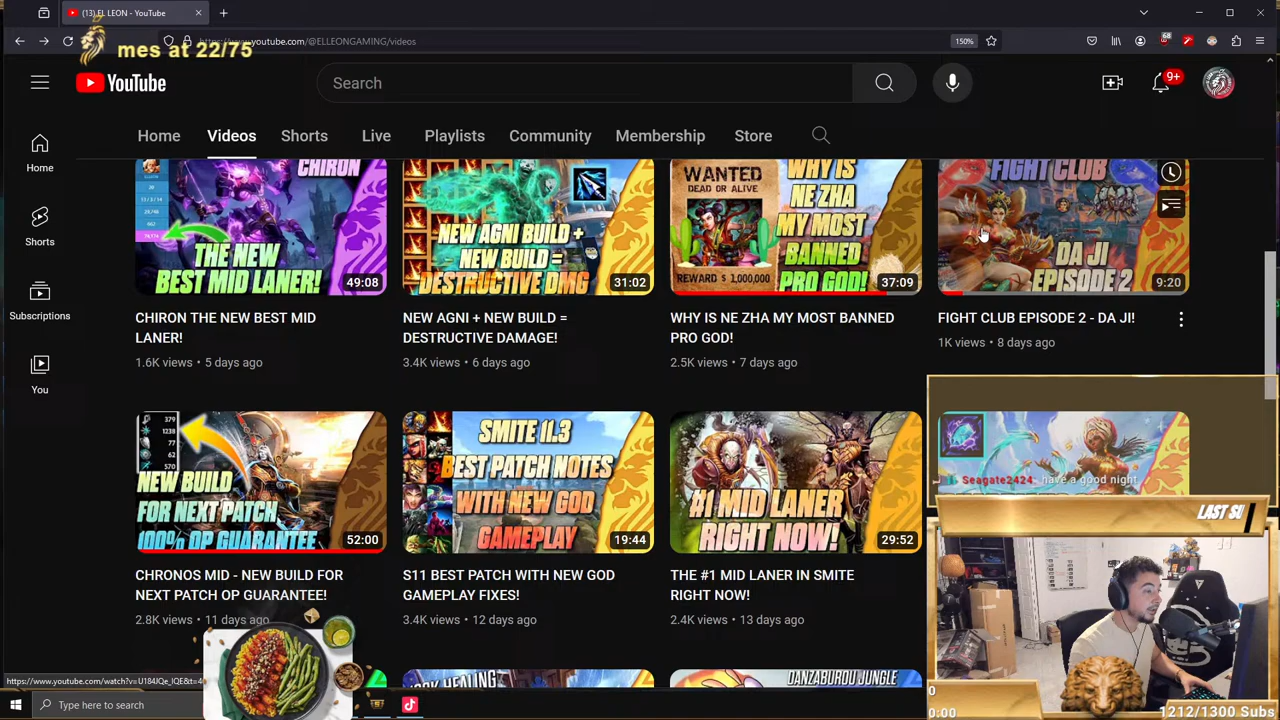 (13) EL LEON - YouTube
https://www.youtube.com/@ELLEONGAMING/videos
150%
68
mes at 22/75
YouTube
Search
9+
Home
Videos
Shorts
Live
Playlists
Community
Membership
Store
Home
Shorts
Subscriptions
You
CHIRON
THE NEW
BEST MID LANER!
49:08
NEW AGNI BUILD +
NEW BUILD =
DESTRUCTIVE DMG
31:02
WANTED
DEAD OR ALIVE
REWARD $ 1,000,000
WHY IS
NE ZHA
MY MOST
BANNED
PRO GOD!
37:09
FIGHT CLUB
DA JI
EPISODE 2
9:20
CHIRON THE NEW BEST MID
LANER!
1.6K views • 5 days ago
NEW AGNI + NEW BUILD =
DESTRUCTIVE DAMAGE!
3.4K views • 6 days ago
WHY IS NE ZHA MY MOST BANNED
PRO GOD!
2.5K views • 7 days ago
FIGHT CLUB EPISODE 2 - DA JI!
1K views • 8 days ago
379
1238
77
62
570
NEW BUILD
FOR NEXT PATCH
100% OP GUARANTEE!
52:00
SMITE 11.3
BEST PATCH NOTES
WITH NEW GOD
GAMEPLAY
19:44
#1 MID LANER
RIGHT NOW!
29:52
Seagate2424 have a good night
LAST SU
CHRONOS MID - NEW BUILD FOR
NEXT PATCH OP GUARANTEE!
2.8K views • 11 days ago
S11 BEST PATCH WITH NEW GOD
GAMEPLAY FIXES!
3.4K views • 12 days ago
THE #1 MID LANER IN SMITE
RIGHT NOW!
2.4K views • 13 days ago
HEALING
DANZABUROU JUNGLE
Type here to search
0
0:00
1212/1300 Subs